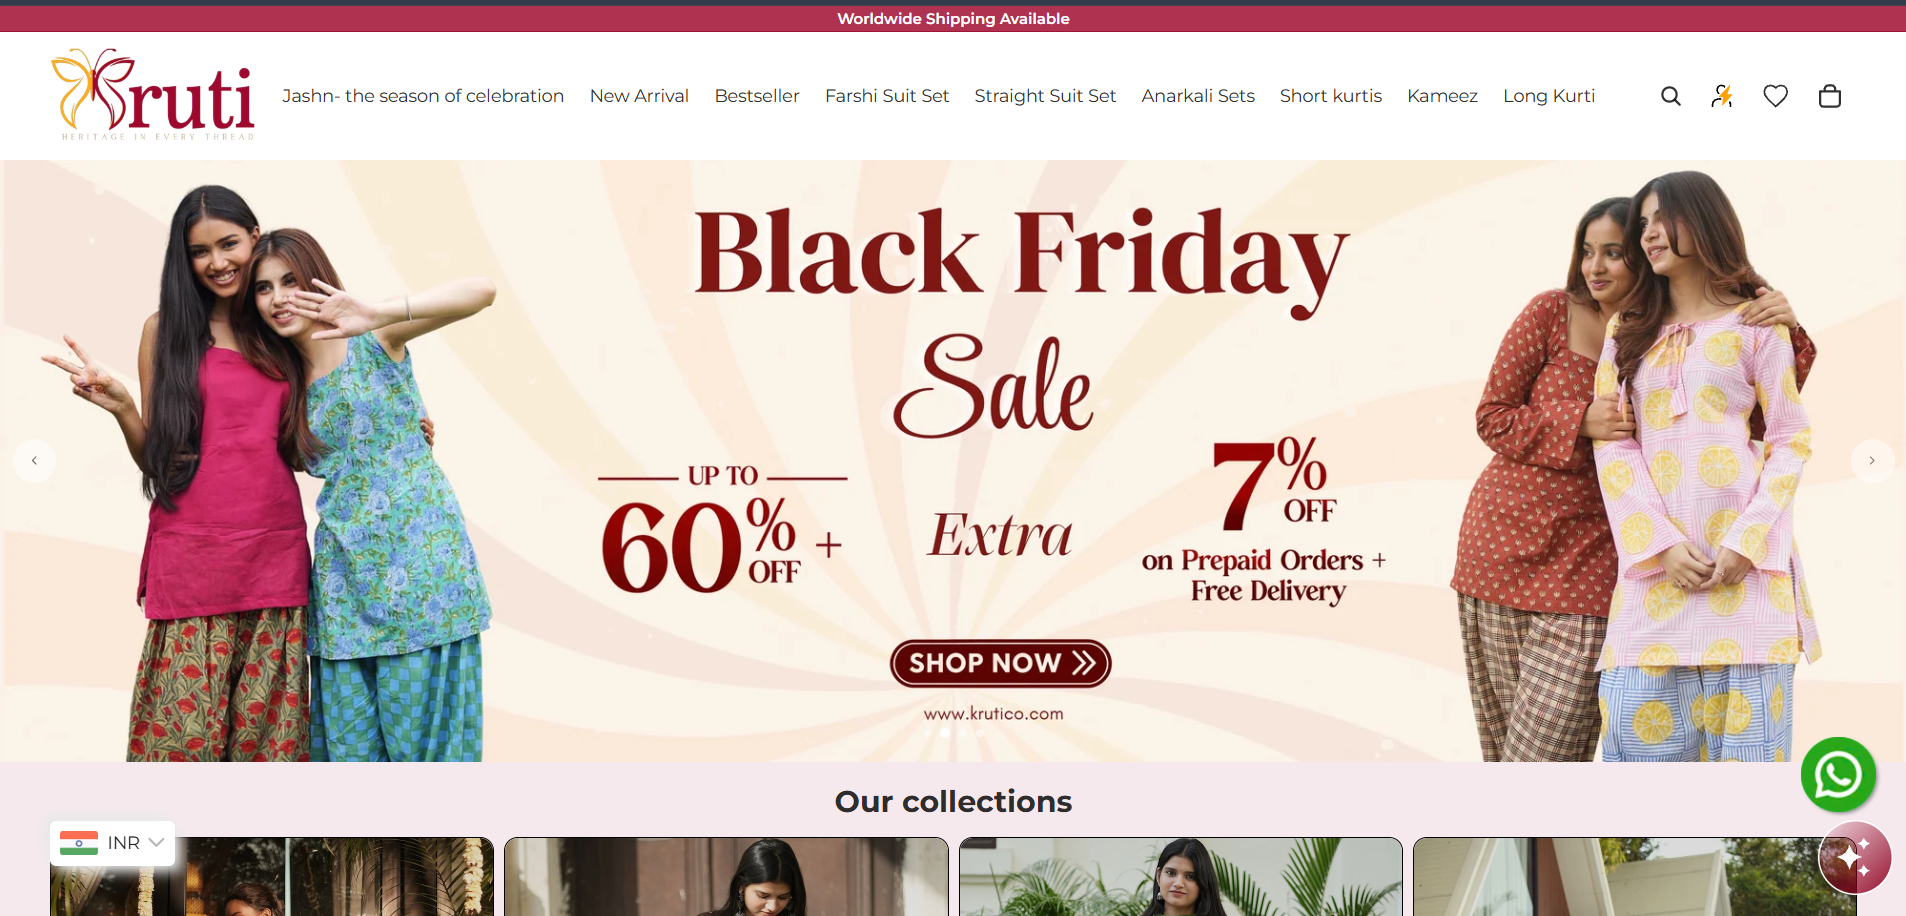 Worldwide Shipping Available
Kruti
HERITAGE IN EVERY THREAD
Jashn- the season of celebration
New Arrival
Bestseller
Farshi Suit Set
Straight Suit Set
Anarkali Sets
Short kurtis
Kameez
Long Kurti
Black Friday
Sale
UP TO
60% OFF +
Extra
7% OFF
on Prepaid Orders +
Free Delivery
SHOP NOW
www.krutico.com
Our collections
INR